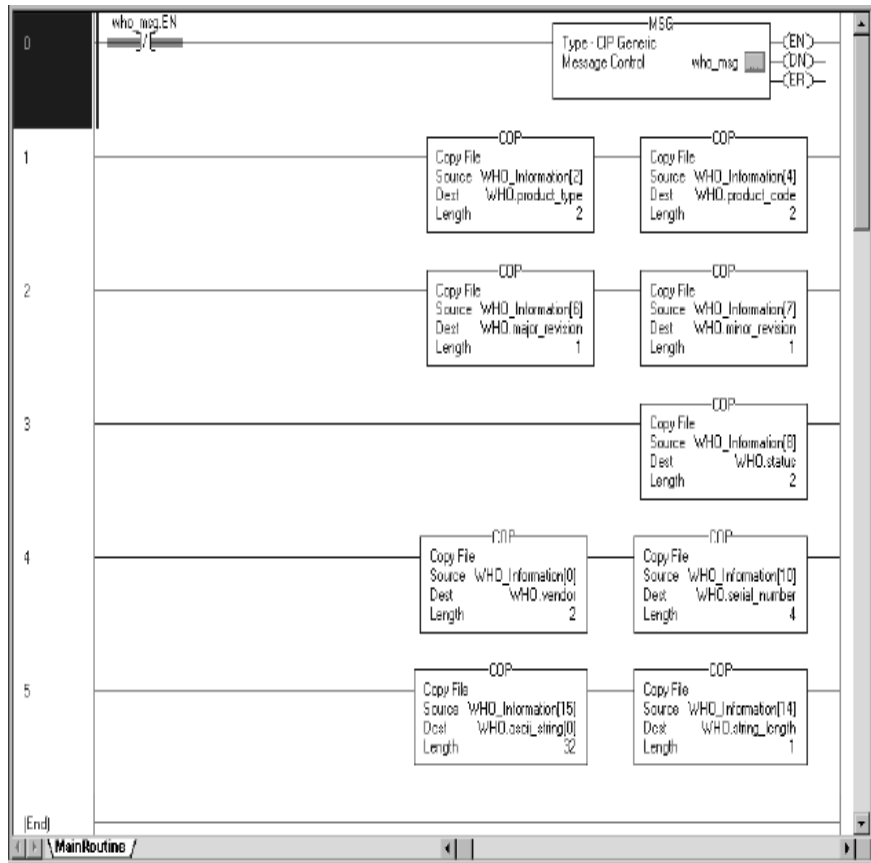 who_msg.EN
0
MSG
Type - CIP Generic
Message Control who_msg ...
(EN)
(DN)
(ER)
1
COP
Copy File
Source WHO_Information[2]
Dest WHO.product_type
Length 2
COP
Copy File
Source WHO_Information[4]
Dest WHO.product_code
Length 2
2
COP
Copy File
Source WHO_Information[6]
Dest WHO.major_revision
Length 1
COP
Copy File
Source WHO_Information[7]
Dest WHO.minor_revision
Length 1
3
COP
Copy File
Source WHO_Information[8]
Dest WHO.status
Length 2
4
COP
Copy File
Source WHO_Information[0]
Dest WHO.vendor
Length 2
COP
Copy File
Source WHO_Information[10]
Dest WHO.serial_number
Length 4
5
COP
Copy File
Source WHO_Information[15]
Dest WHO.ascii_string[0]
Length 32
COP
Copy File
Source WHO_Information[14]
Dest WHO.string_length
Length 1
(End)
MainRoutine